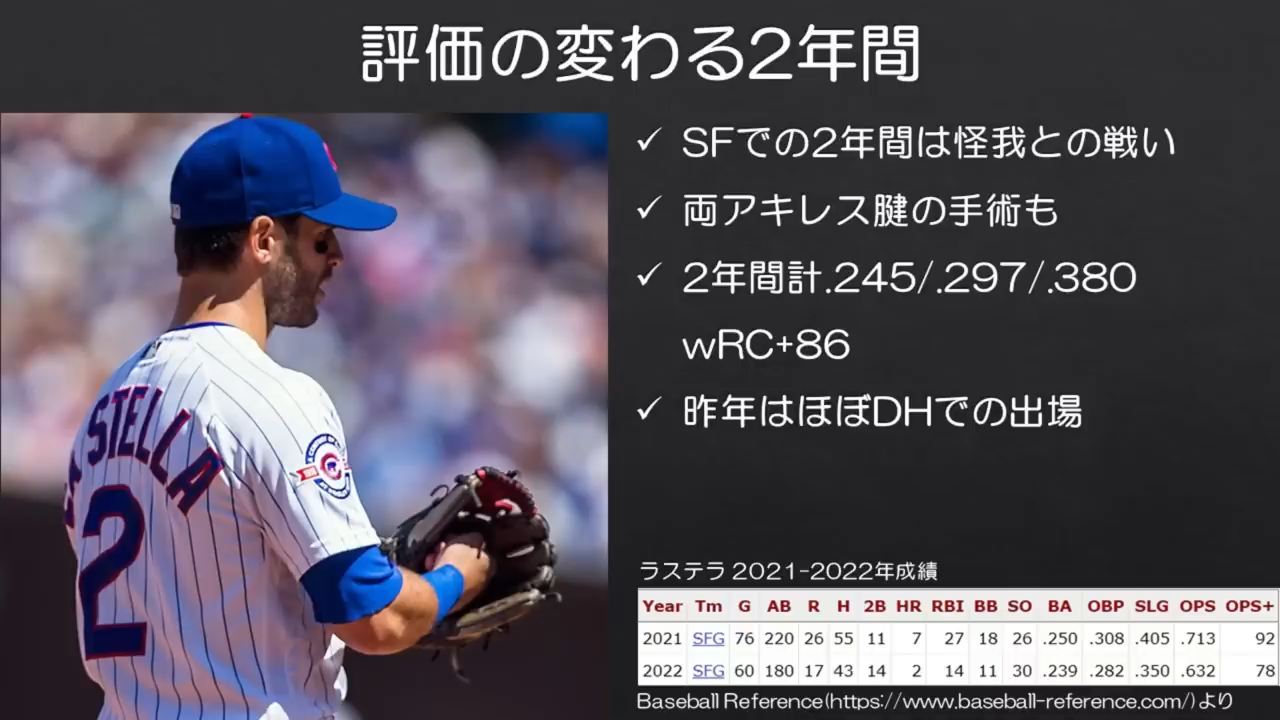 評価の変わる2年間
✓ SFでの2年間は怪我との戦い
✓ 両アキレス腱の手術も
✓ 2年間計.245/.297/.380
wRC+86
✓ 昨年はほぼDHでの出場
STELLA
2
ラステラ 2021-2022年成績
Year Tm G AB R H 2B HR RBI BB SO BA OBP SLG OPS OPS+
2021 SFG 76 220 26 55 11 7 27 18 26 .250 .308 .405 .713 92
2022 SFG 60 180 17 43 14 2 14 11 30 .239 .282 .350 .632 78
Baseball Reference(https://www.baseball-reference.com/)より